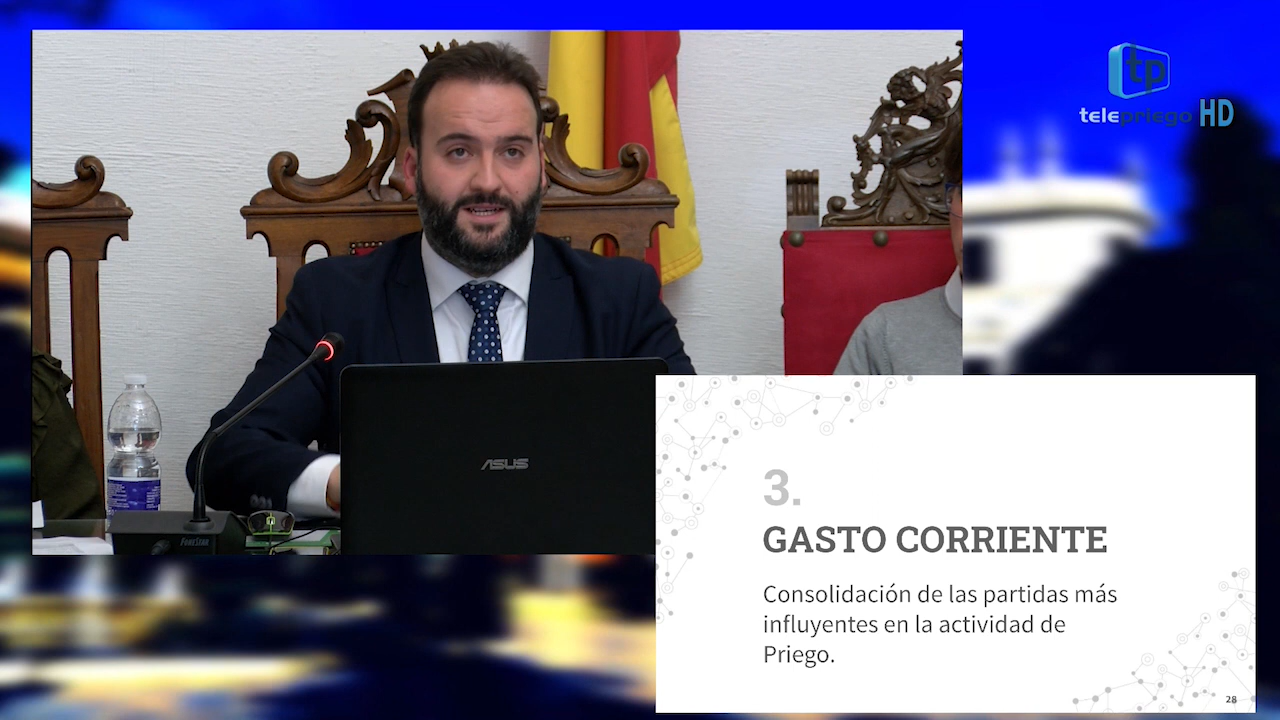 tp
telepriego HD
ASUS
FONESTAR
3.
GASTO CORRIENTE
Consolidación de las partidas más
influyentes en la actividad de
Priego.
28